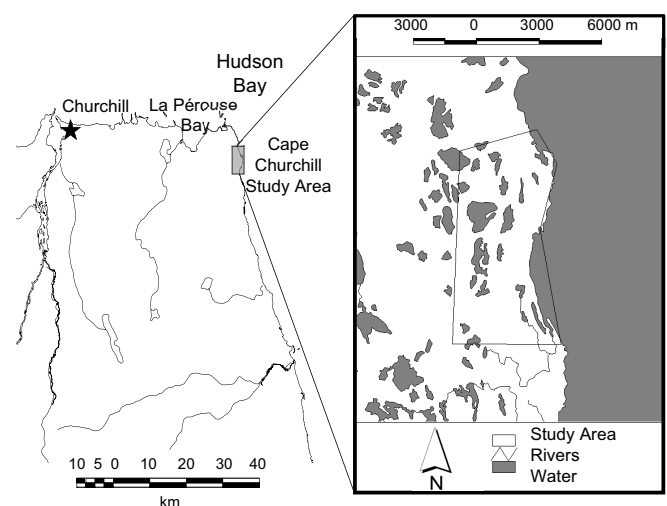 Hudson
Bay
Churchill
La Pérouse
Bay
Cape
Churchill
Study Area
10 5 0 10 20 30 40
km
3000 0 3000 6000 m
N
Study Area
Rivers
Water